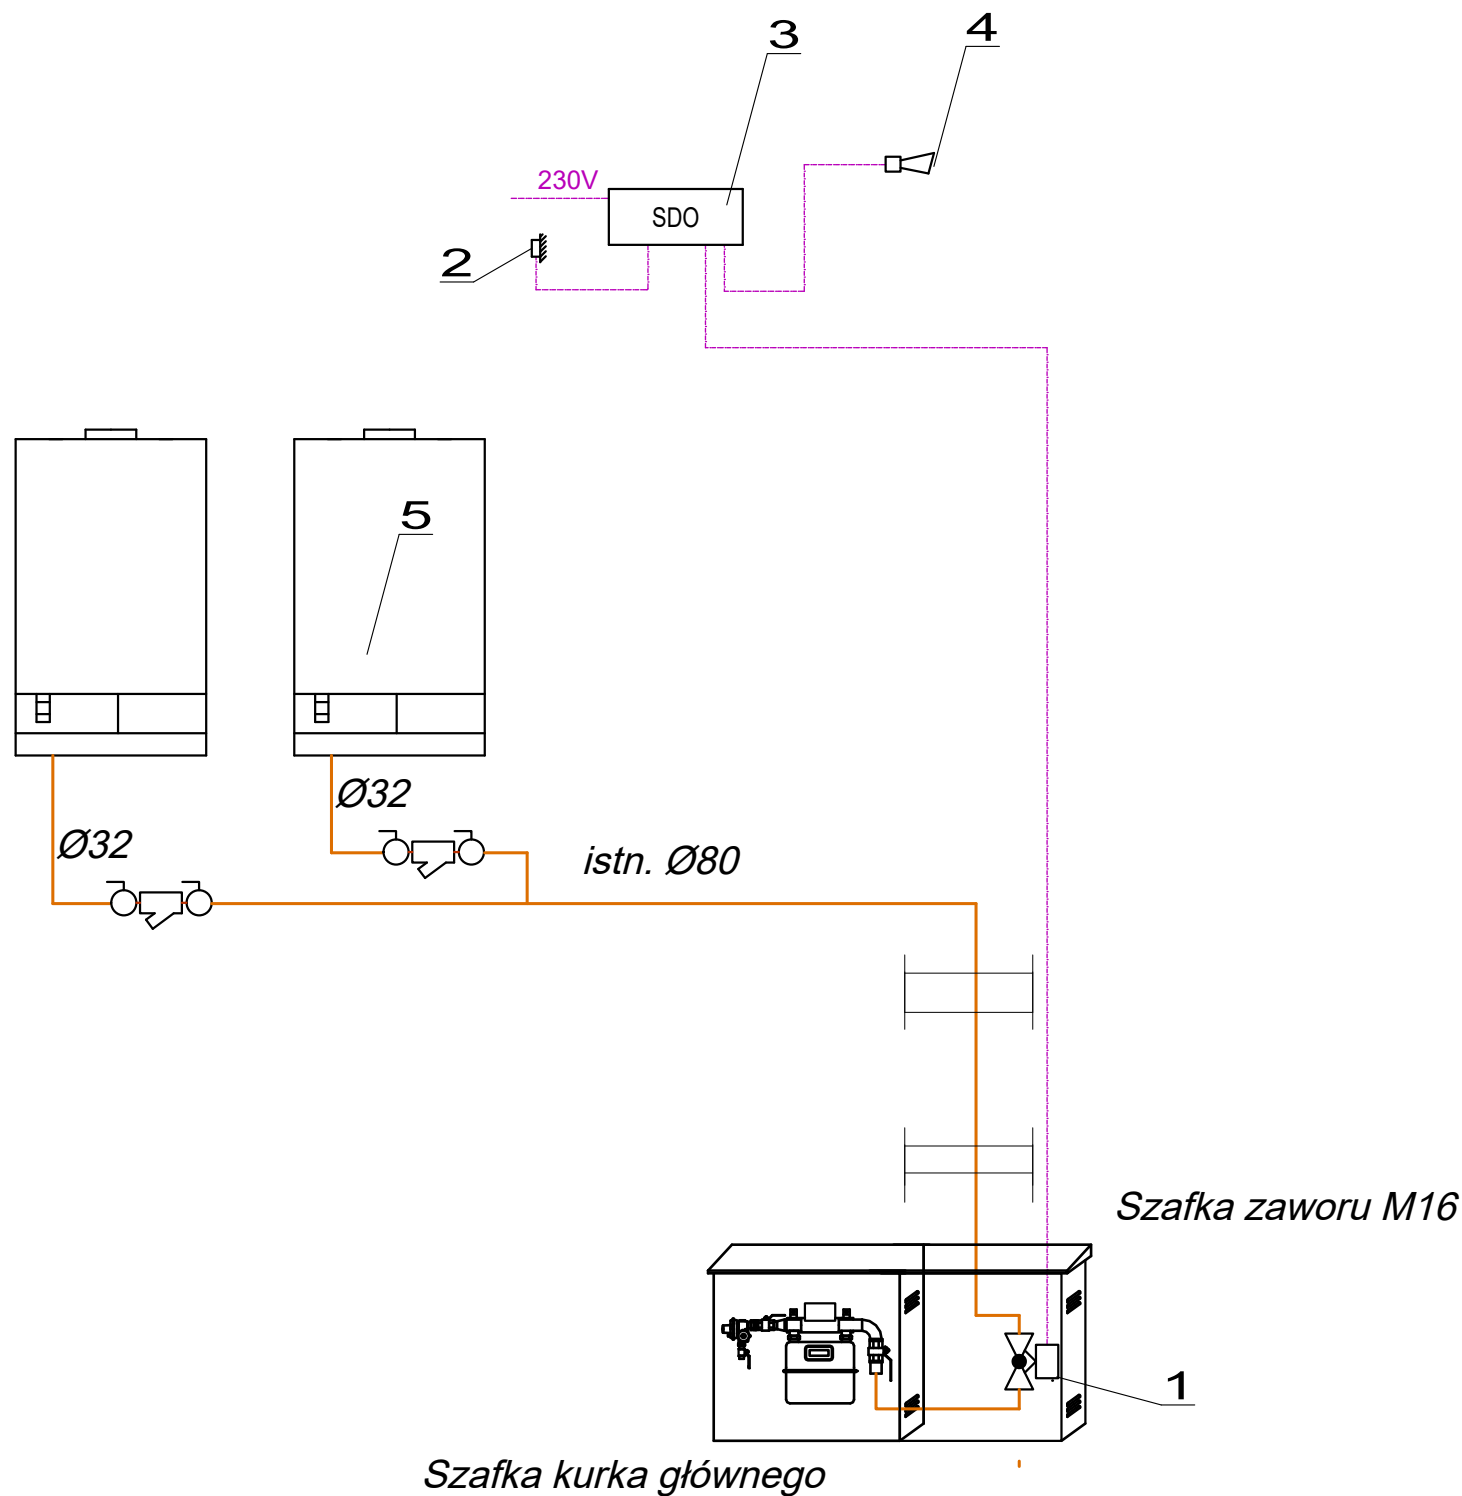 3
4
230V
SDO
2
5
Ø32
Ø32
istn. Ø80
Szafka zaworu M16
1
Szafka kurka głównego